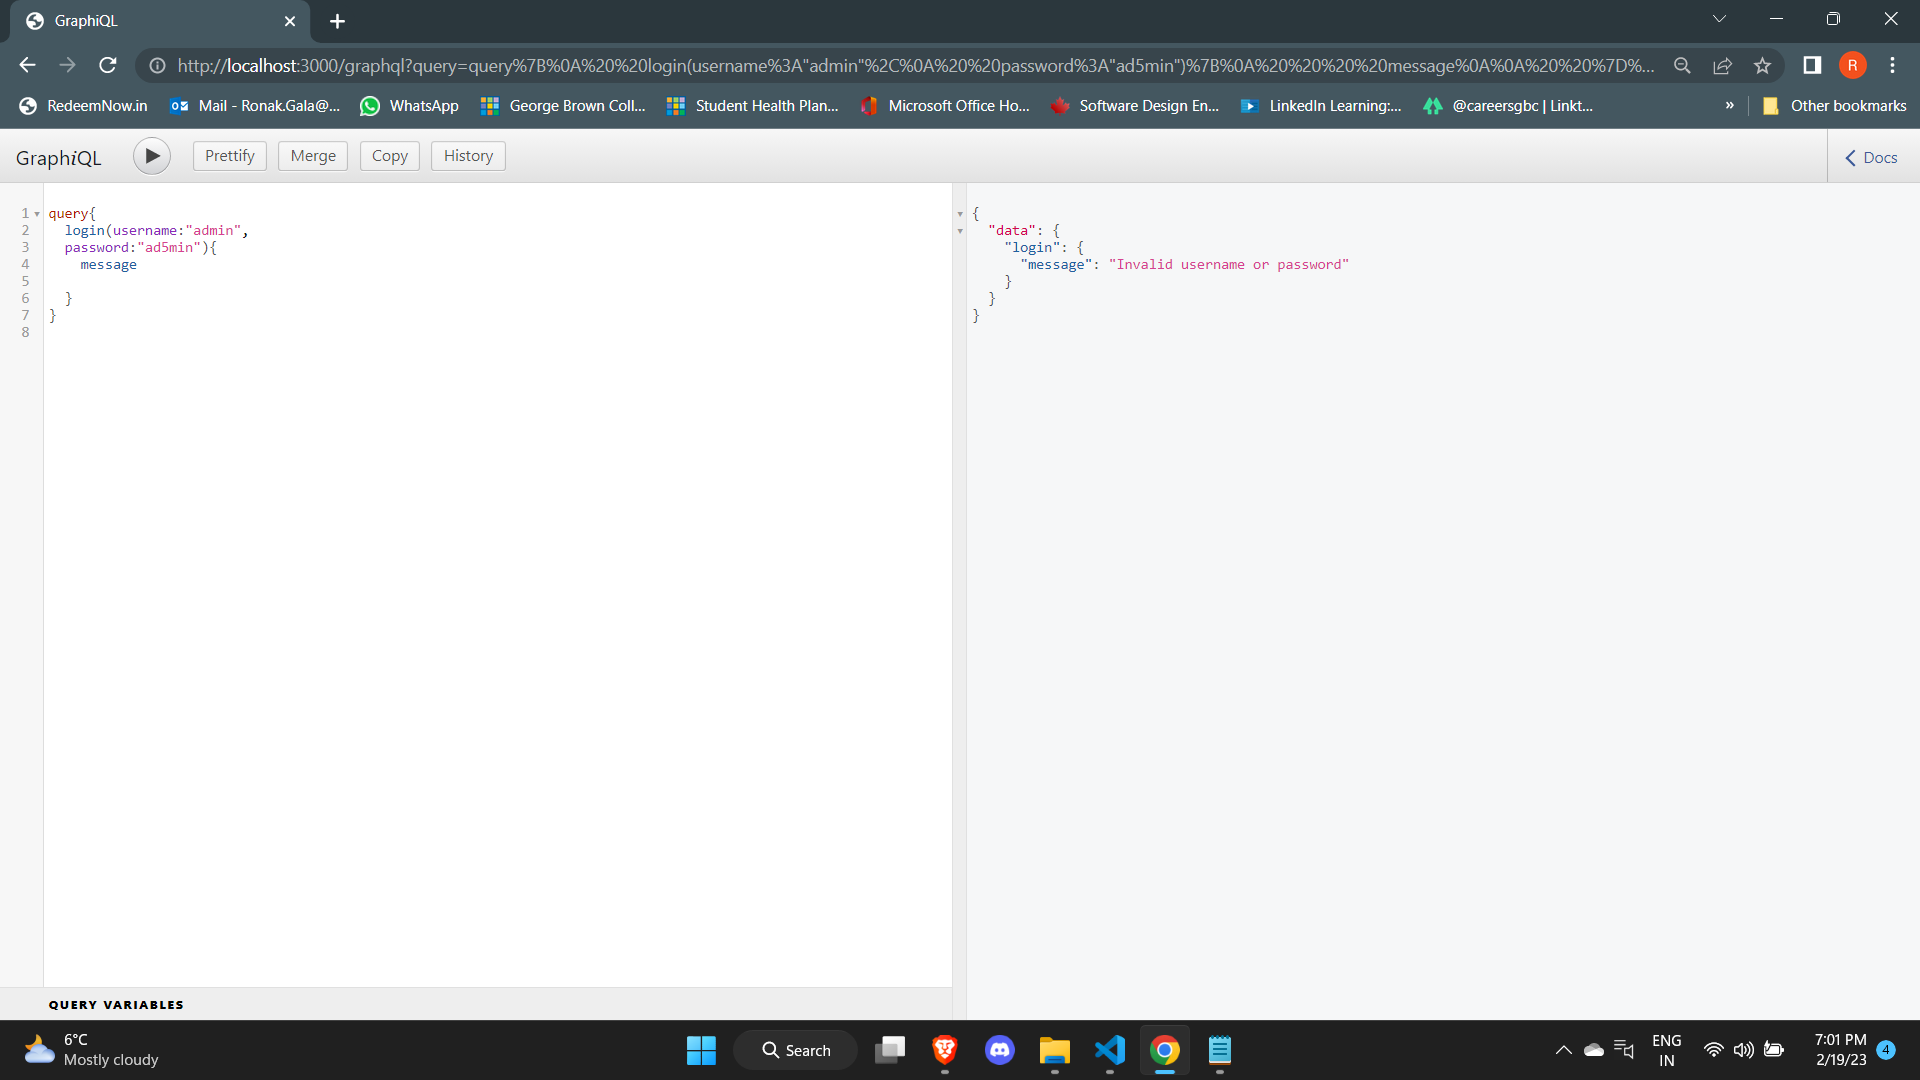 GraphiQL
http://localhost:3000/graphql?query=query%7B%0A%20%20login(username%3A"admin"%2C%0A%20%20password%3A"ad5min")%7B%0A%20%20%20%20message%0A%0A%20%20%7D%...
RedeemNow.in
Mail - Ronak.Gala@...
WhatsApp
George Brown Coll...
Student Health Plan...
Microsoft Office Ho...
Software Design En...
LinkedIn Learning:...
@careersgbc | Linkt...
»
Other bookmarks
R
GraphiQL
Prettify
Merge
Copy
History
Docs
1 query{
2 login(username:"admin",
3 password:"ad5min"){
4 message
5
6 }
7 }
8
{
"data": {
"login": {
"message": "Invalid username or password"
}
}
}
QUERY VARIABLES
6°C
Mostly cloudy
Search
ENG
IN
7:01 PM
2/19/23
4